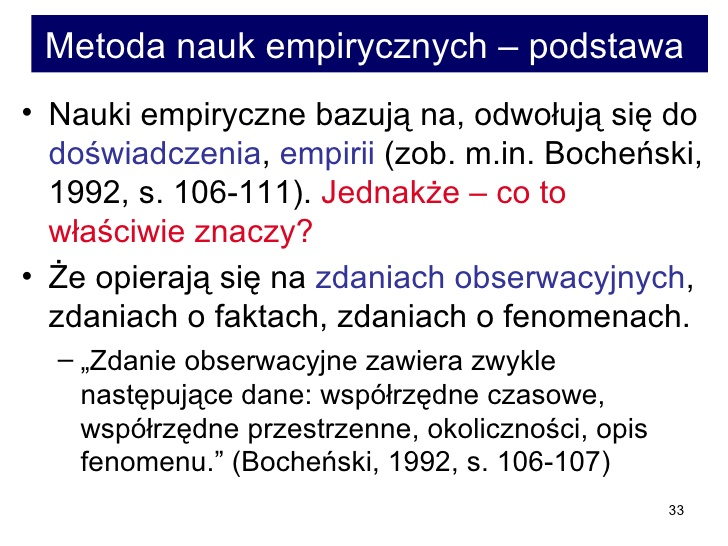 Metoda nauk empirycznych – podstawa
• Nauki empiryczne bazują na, odwołują się do
doświadczenia, empirii (zob. m.in. Bocheński,
1992, s. 106-111). Jednakże – co to
właściwie znaczy?
• Że opierają się na zdaniach obserwacyjnych,
zdaniach o faktach, zdaniach o fenomenach.
– „Zdanie obserwacyjne zawiera zwykle
następujące dane: współrzędne czasowe,
współrzędne przestrzenne, okoliczności, opis
fenomenu.” (Bocheński, 1992, s. 106-107)
33